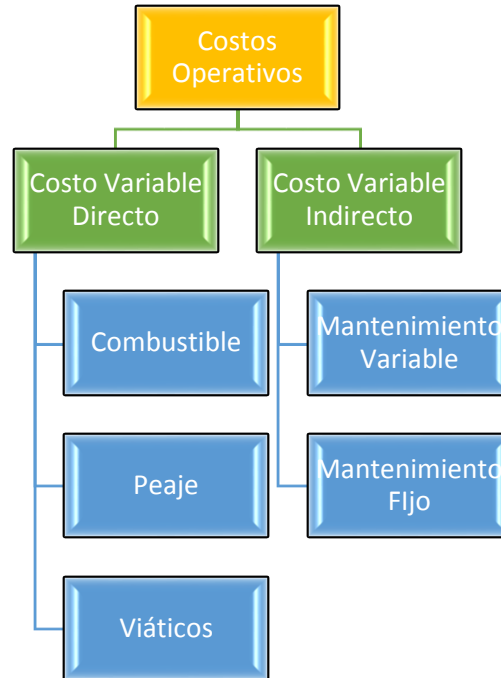 Costos
Operativos
Costo Variable
Directo
Costo Variable
Indirecto
Combustible
Mantenimiento
Variable
Peaje
Mantenimiento
FIjo
Viáticos